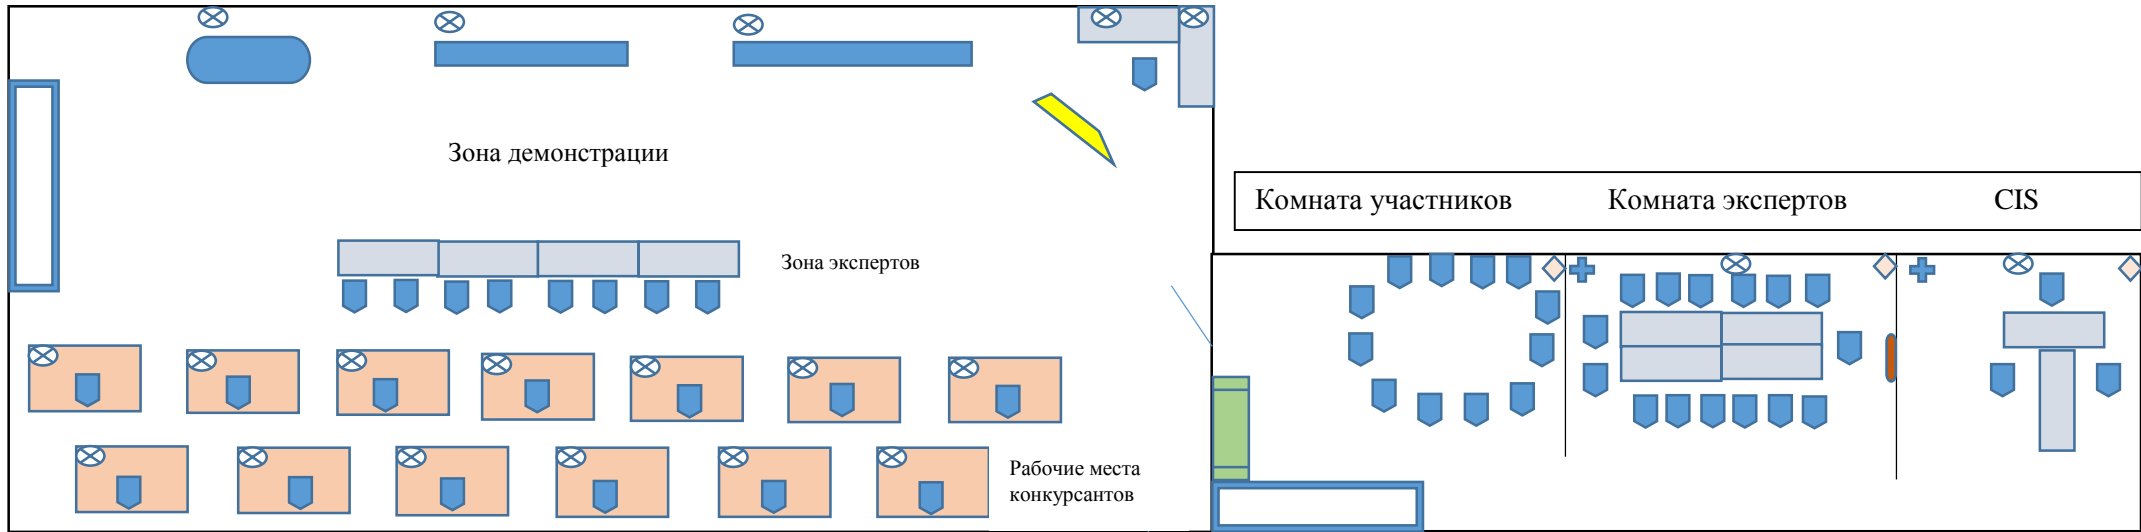 Зона демонстрации
Комната участников Комната экспертов CIS
Зона экспертов
Рабочие места
конкурсантов